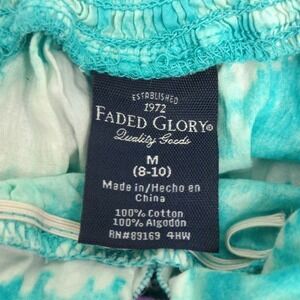 ESTABLISHED
1972
FADED GLORY®
Quality Goods
M
(8-10)
Made in/Hecho en
China
100% Cotton
100% Algodón
RN#89169 4HW